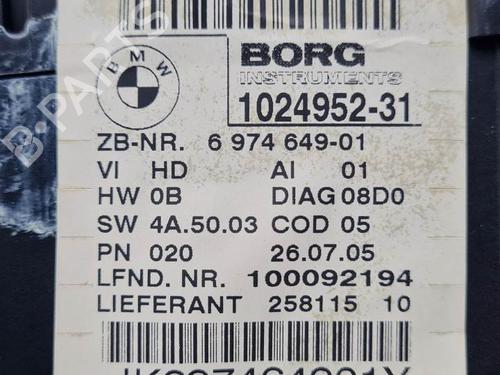 BMW
BORG
INSTRUMENTS
1024952-31
ZB-NR. 6 974 649-01
VI HD AI 01
HW 0B DIAG 08D0
SW 4A.50.03 COD 05
PN 020 26.07.05
LFND. NR. 100092194
LIEFERANT 258115 10